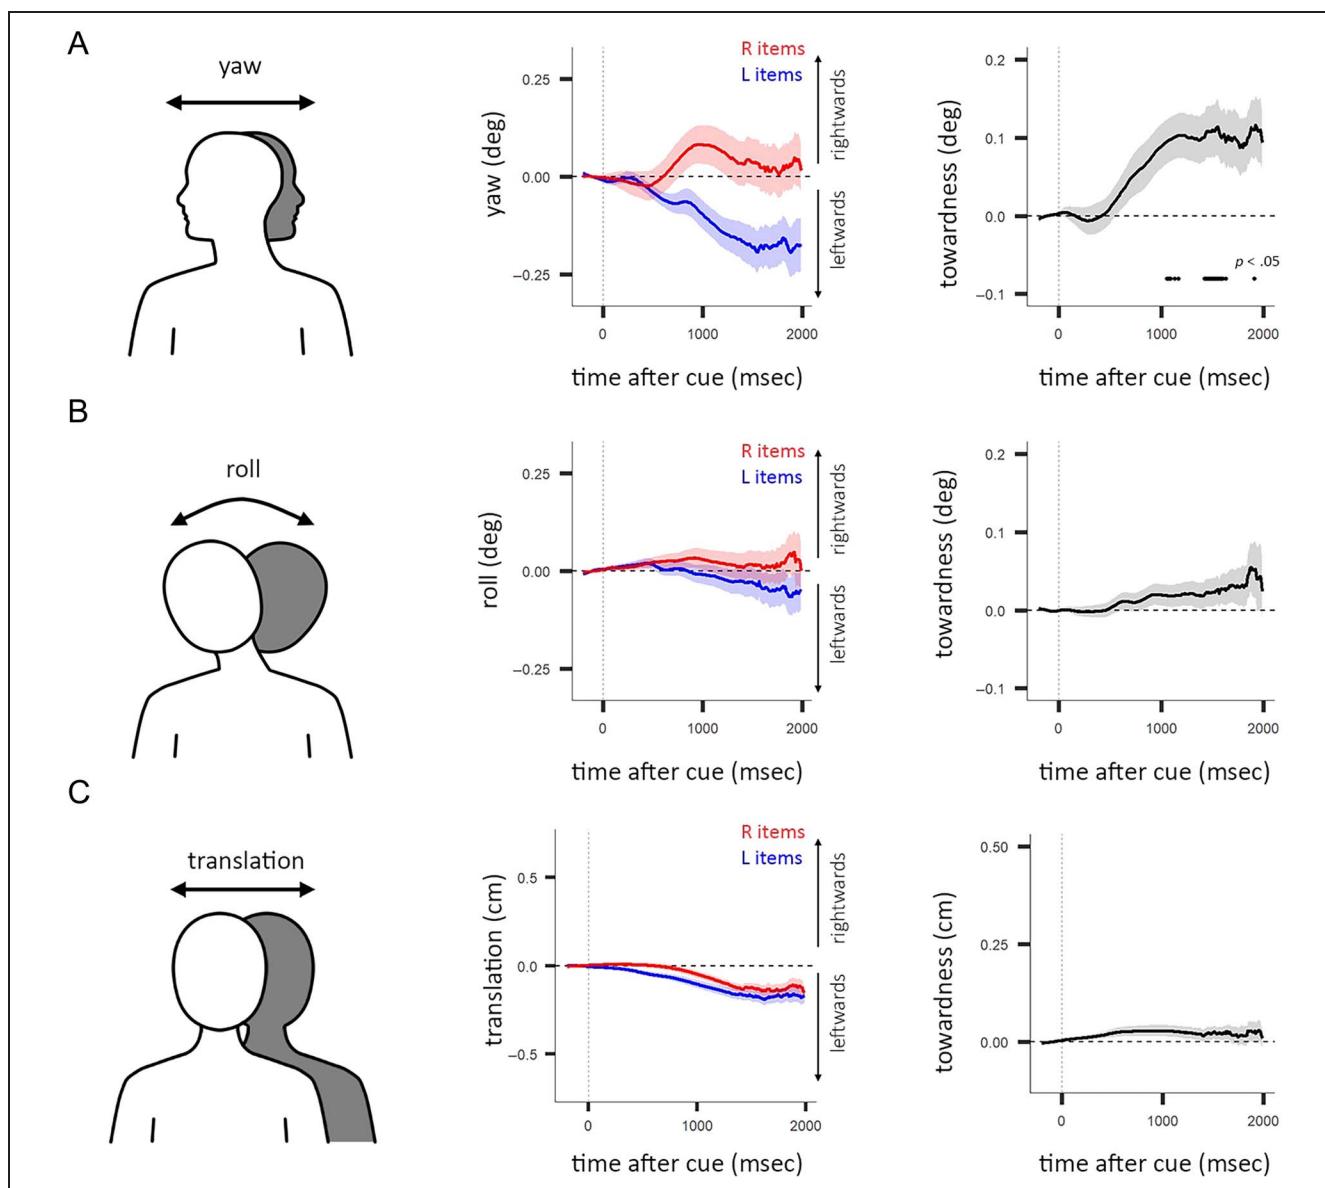 A
yaw
yaw (deg)
0.25
0.00
–0.25
0
1000
2000
time after cue (msec)
R items
L items
rightwards
leftwards
towardness (deg)
0.2
0.1
0.0
–0.1
p < .05
0
1000
2000
time after cue (msec)
B
roll
roll (deg)
0.25
0.00
–0.25
0
1000
2000
time after cue (msec)
R items
L items
rightwards
leftwards
towardness (deg)
0.2
0.1
0.0
–0.1
0
1000
2000
time after cue (msec)
C
translation
translation (cm)
0.5
0.0
–0.5
0
1000
2000
time after cue (msec)
R items
L items
rightwards
leftwards
towardness (cm)
0.50
0.25
0.00
0
1000
2000
time after cue (msec)